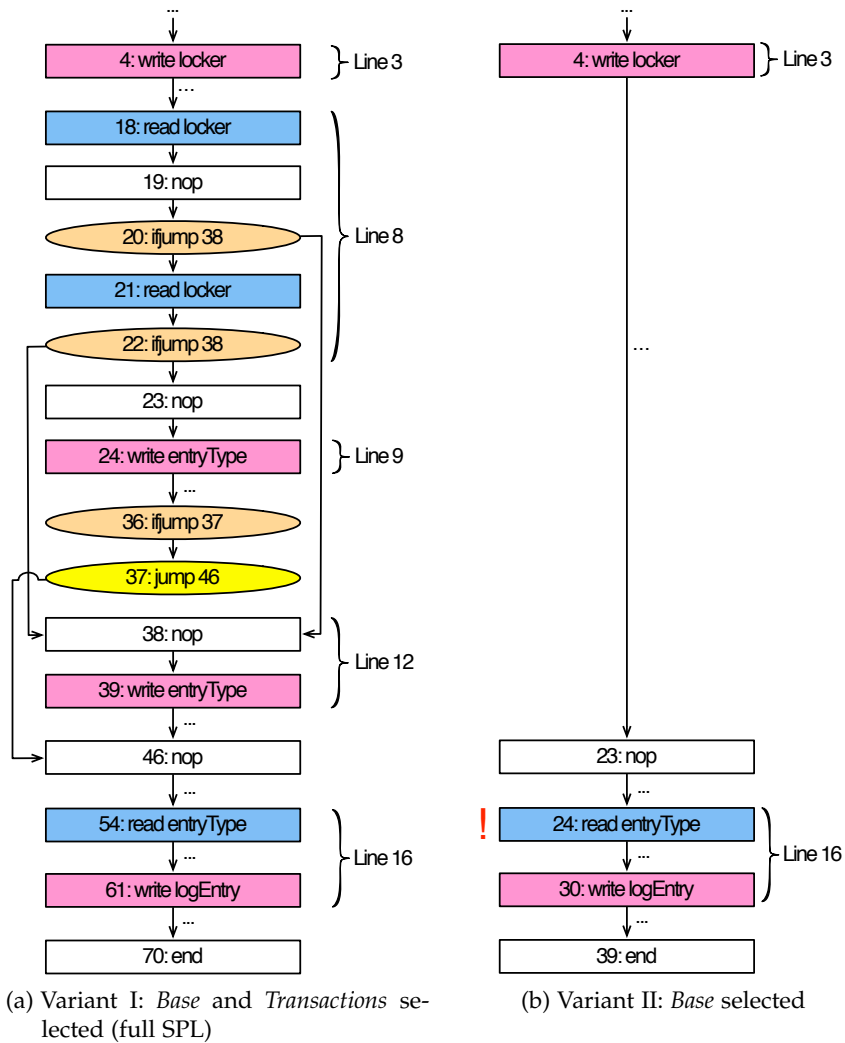 ...
4: write locker
Line 3
...
18: read locker
19: nop
20: ifjump 38
Line 8
21: read locker
22: ifjump 38
23: nop
24: write entryType
Line 9
...
36: ifjump 37
37: jump 46
38: nop
Line 12
39: write entryType
...
46: nop
...
54: read entryType
...
Line 16
61: write logEntry
...
70: end
(a) Variant I: Base and Transactions se-
lected (full SPL)
...
4: write locker
Line 3
...
23: nop
...
! 24: read entryType
...
Line 16
30: write logEntry
...
39: end
(b) Variant II: Base selected